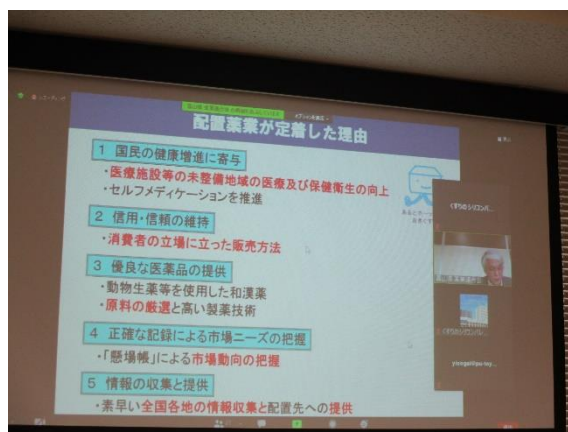 配置薬業が定着した理由
1 国民の健康増進に寄与
・医療施設等の未整備地域の医療及び保健衛生の向上
・セルフメディケーションを推進
2 信用・信頼の維持
・消費者の立場に立った販売方法
3 優良な医薬品の提供
・動物生薬等を使用した和漢薬
・原料の厳選と高い製薬技術
4 正確な記録による市場ニーズの把握
・「懸場帳」による市場動向の把握
5 情報の収集と提供
・素早い全国各地の情報収集と配置先への提供
くすりのシリコンバ...